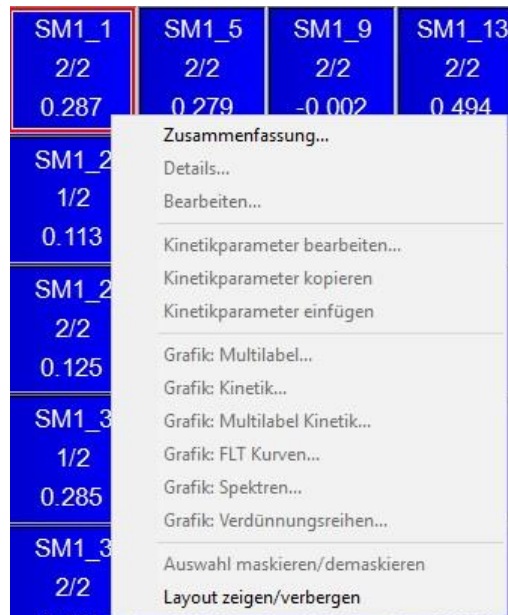 SM1_1 SM1_5 SM1_9 SM1_13
2/2 2/2 2/2 2/2
0.287 0.279 -0.002 0.494
SM1_2
1/2
0.113
SM1_2
2/2
0.125
SM1_3
1/2
0.285
SM1_3
2/2
Zusammenfassung...
Details...
Bearbeiten...
Kinetikparameter bearbeiten...
Kinetikparameter kopieren
Kinetikparameter einfügen
Grafik: Multilabel...
Grafik: Kinetik...
Grafik: Multilabel Kinetik...
Grafik: FLT Kurven...
Grafik: Spektren...
Grafik: Verdünnungsreihen...
Auswahl maskieren/demaskieren
Layout zeigen/verbergen